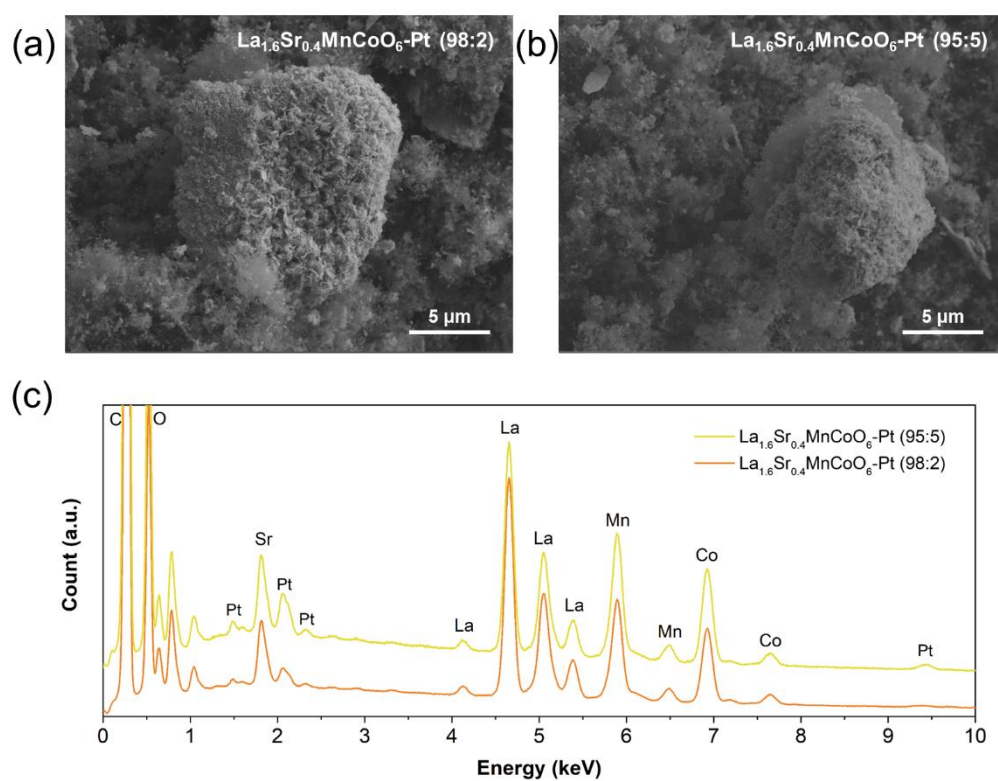 (a)
La₁.₆Sr₀.₄MnCoO₆-Pt (98:2)
5 µm
(b)
La₁.₆Sr₀.₄MnCoO₆-Pt (95:5)
5 µm
(c)
C
O
Pt
Sr
Pt
Pt
La
La
La
La
Mn
Mn
Co
Co
Pt
La₁.₆Sr₀.₄MnCoO₆-Pt (95:5)
La₁.₆Sr₀.₄MnCoO₆-Pt (98:2)
Count (a.u.)
0 1 2 3 4 5 6 7 8 9 10
Energy (keV)